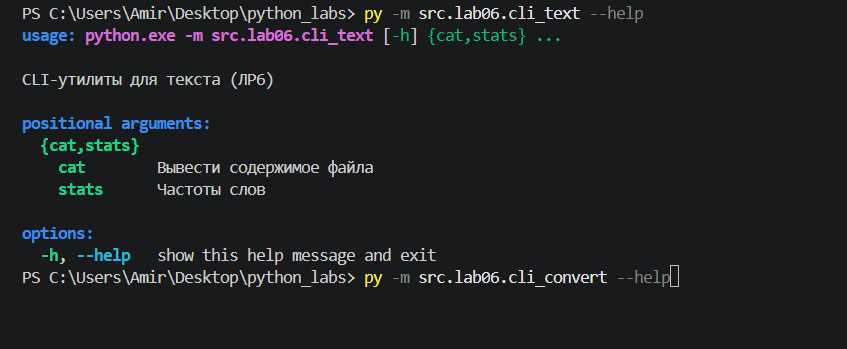 PS C:\Users\Amir\Desktop\python_labs> py -m src.lab06.cli_text --help
usage: python.exe -m src.lab06.cli_text [-h] {cat,stats} ...
CLI-утилиты для текста (ЛР6)
positional arguments:
{cat,stats}
cat Вывести содержимое файла
stats Частоты слов
options:
-h, --help show this help message and exit
PS C:\Users\Amir\Desktop\python_labs> py -m src.lab06.cli_convert --help